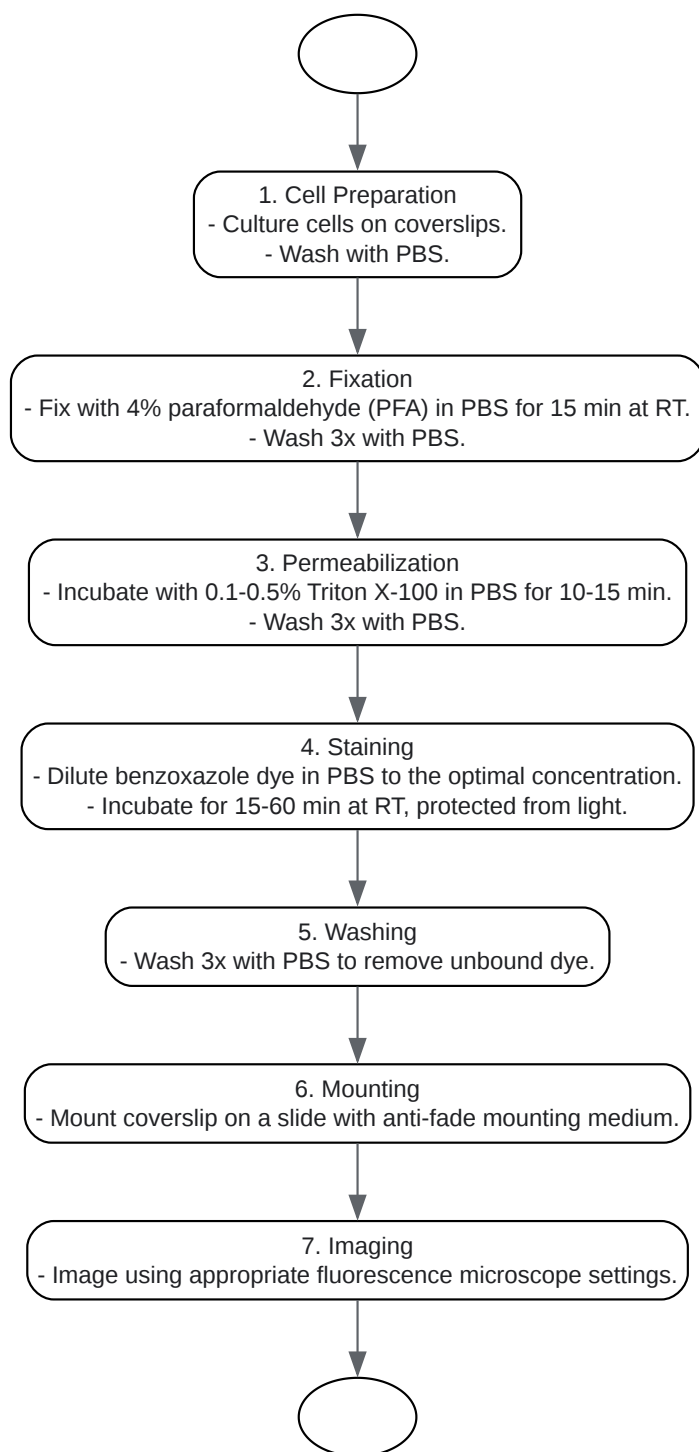 1. Cell Preparation
- Culture cells on coverslips.
- Wash with PBS.
2. Fixation
- Fix with 4% paraformaldehyde (PFA) in PBS for 15 min at RT.
- Wash 3x with PBS.
3. Permeabilization
- Incubate with 0.1-0.5% Triton X-100 in PBS for 10-15 min.
- Wash 3x with PBS.
4. Staining
- Dilute benzoxazole dye in PBS to the optimal concentration.
- Incubate for 15-60 min at RT, protected from light.
5. Washing
- Wash 3x with PBS to remove unbound dye.
6. Mounting
- Mount coverslip on a slide with anti-fade mounting medium.
7. Imaging
- Image using appropriate fluorescence microscope settings.